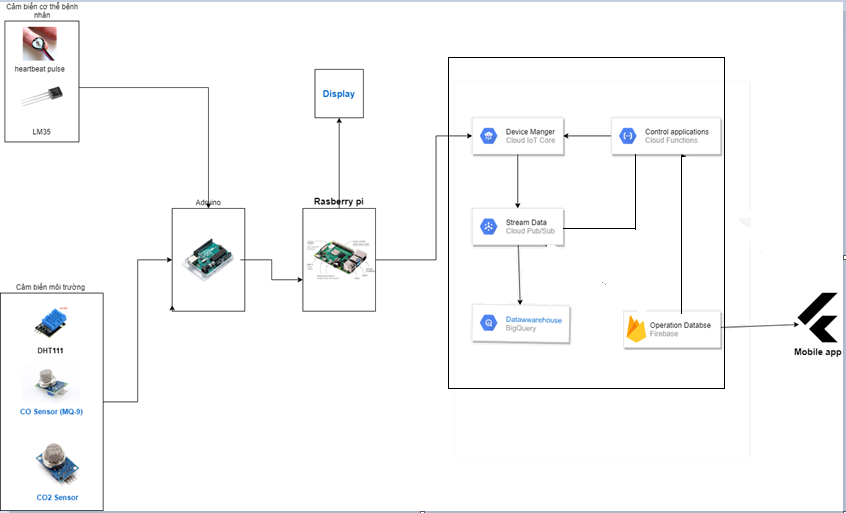 Cảm biến cơ thể bệnh
nhân
heartbeat pulse
LM35
Display
Arduino
Rasberry pi
Device Manger
Cloud IoT Core
Control applications
Cloud Functions
Stream Data
Cloud Pub/Sub
Datawwarehouse
BigQuery
Operation Databse
Firebase
Mobile app
Cảm biến môi trường
DHT111
CO Sensor (MQ-9)
CO2 Sensor